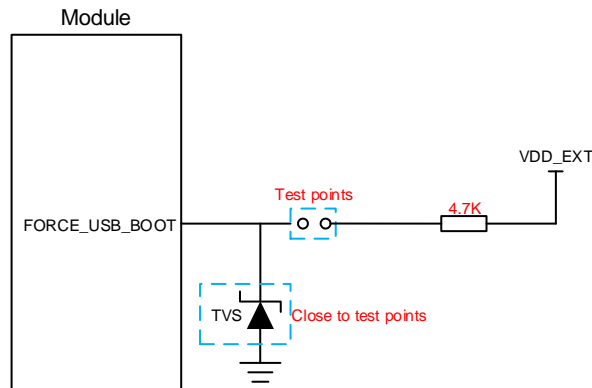 Module
VDD_EXT
Test points
4.7K
FORCE_USB_BOOT
TVS
Close to test points